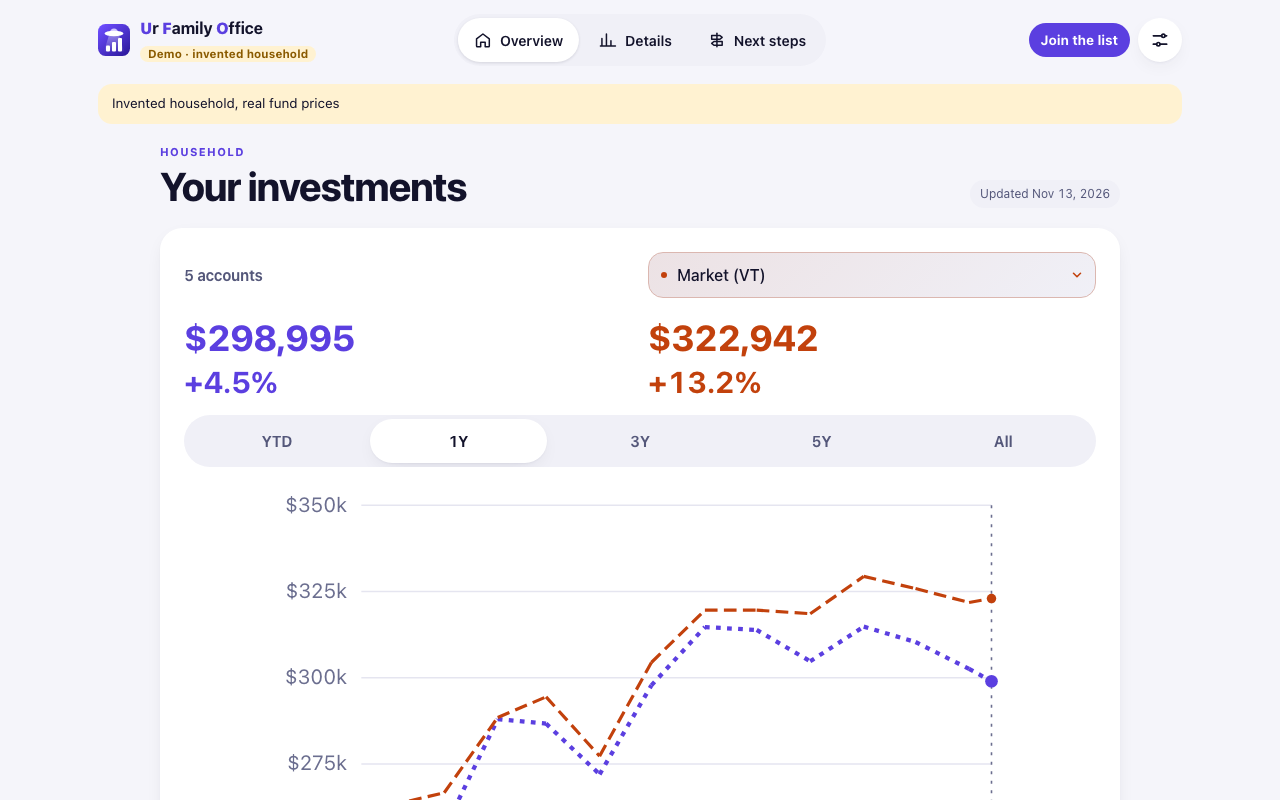 Ur Family Office
Demo · invented household
Overview
Details
Next steps
Join the list
Invented household, real fund prices
HOUSEHOLD
Your investments
Updated Nov 13, 2026
5 accounts
Market (VT)
$298,995
$322,942
+4.5%
+13.2%
YTD
1Y
3Y
5Y
All
$350k
$325k
$300k
$275k